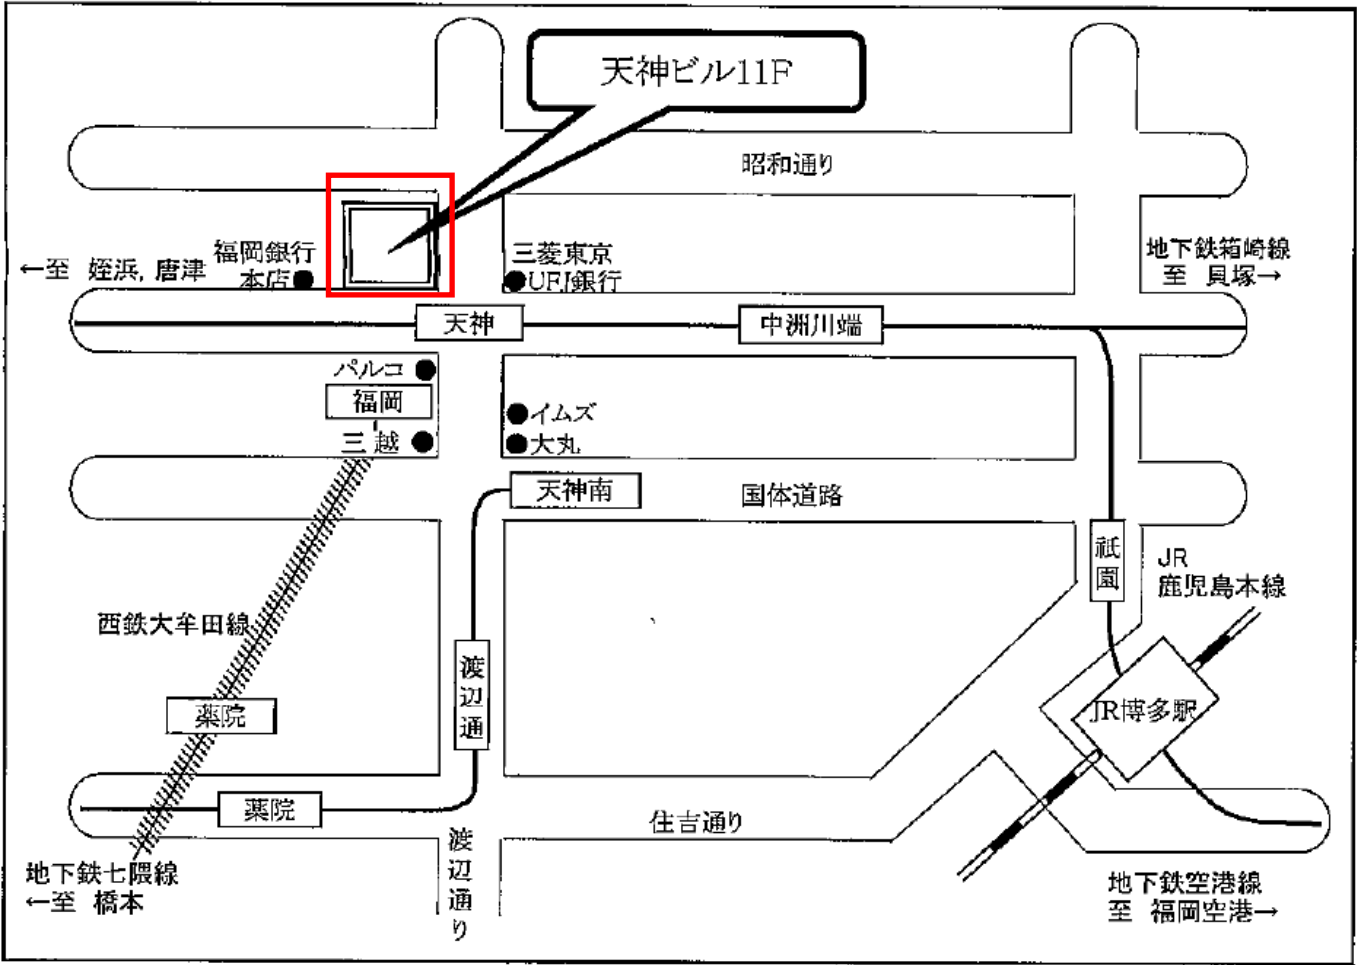 天神ビル11F
昭和通り
福岡銀行
本店
三菱東京
UFJ銀行
←至 姪浜, 唐津
地下鉄箱崎線
至 貝塚→
天神
中洲川端
パルコ
福岡
三越
イムズ
大丸
天神南
国体道路
祇園
JR
鹿児島本線
西鉄大牟田線
渡辺通
薬院
JR博多駅
薬院
住吉通り
渡辺通り
地下鉄七隈線
←至 橋本
地下鉄空港線
至 福岡空港→